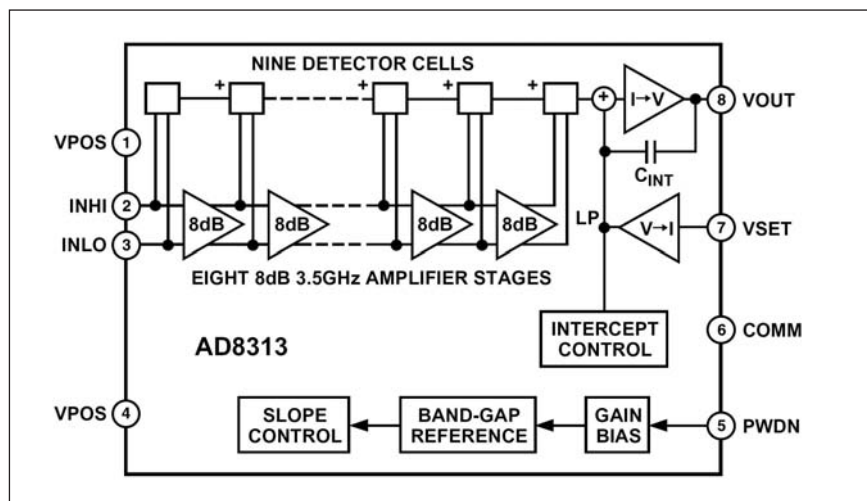 NINE DETECTOR CELLS
+ + + +
+ I→V 8 VOUT
VPOS 1
C_INT
INHI 2
8dB 8dB 8dB 8dB
LP V→I 7 VSET
INLO 3
EIGHT 8dB 3.5GHz AMPLIFIER STAGES
INTERCEPT
CONTROL
6 COMM
AD8313
VPOS 4
SLOPE
CONTROL
BAND-GAP
REFERENCE
GAIN
BIAS
5 PWDN